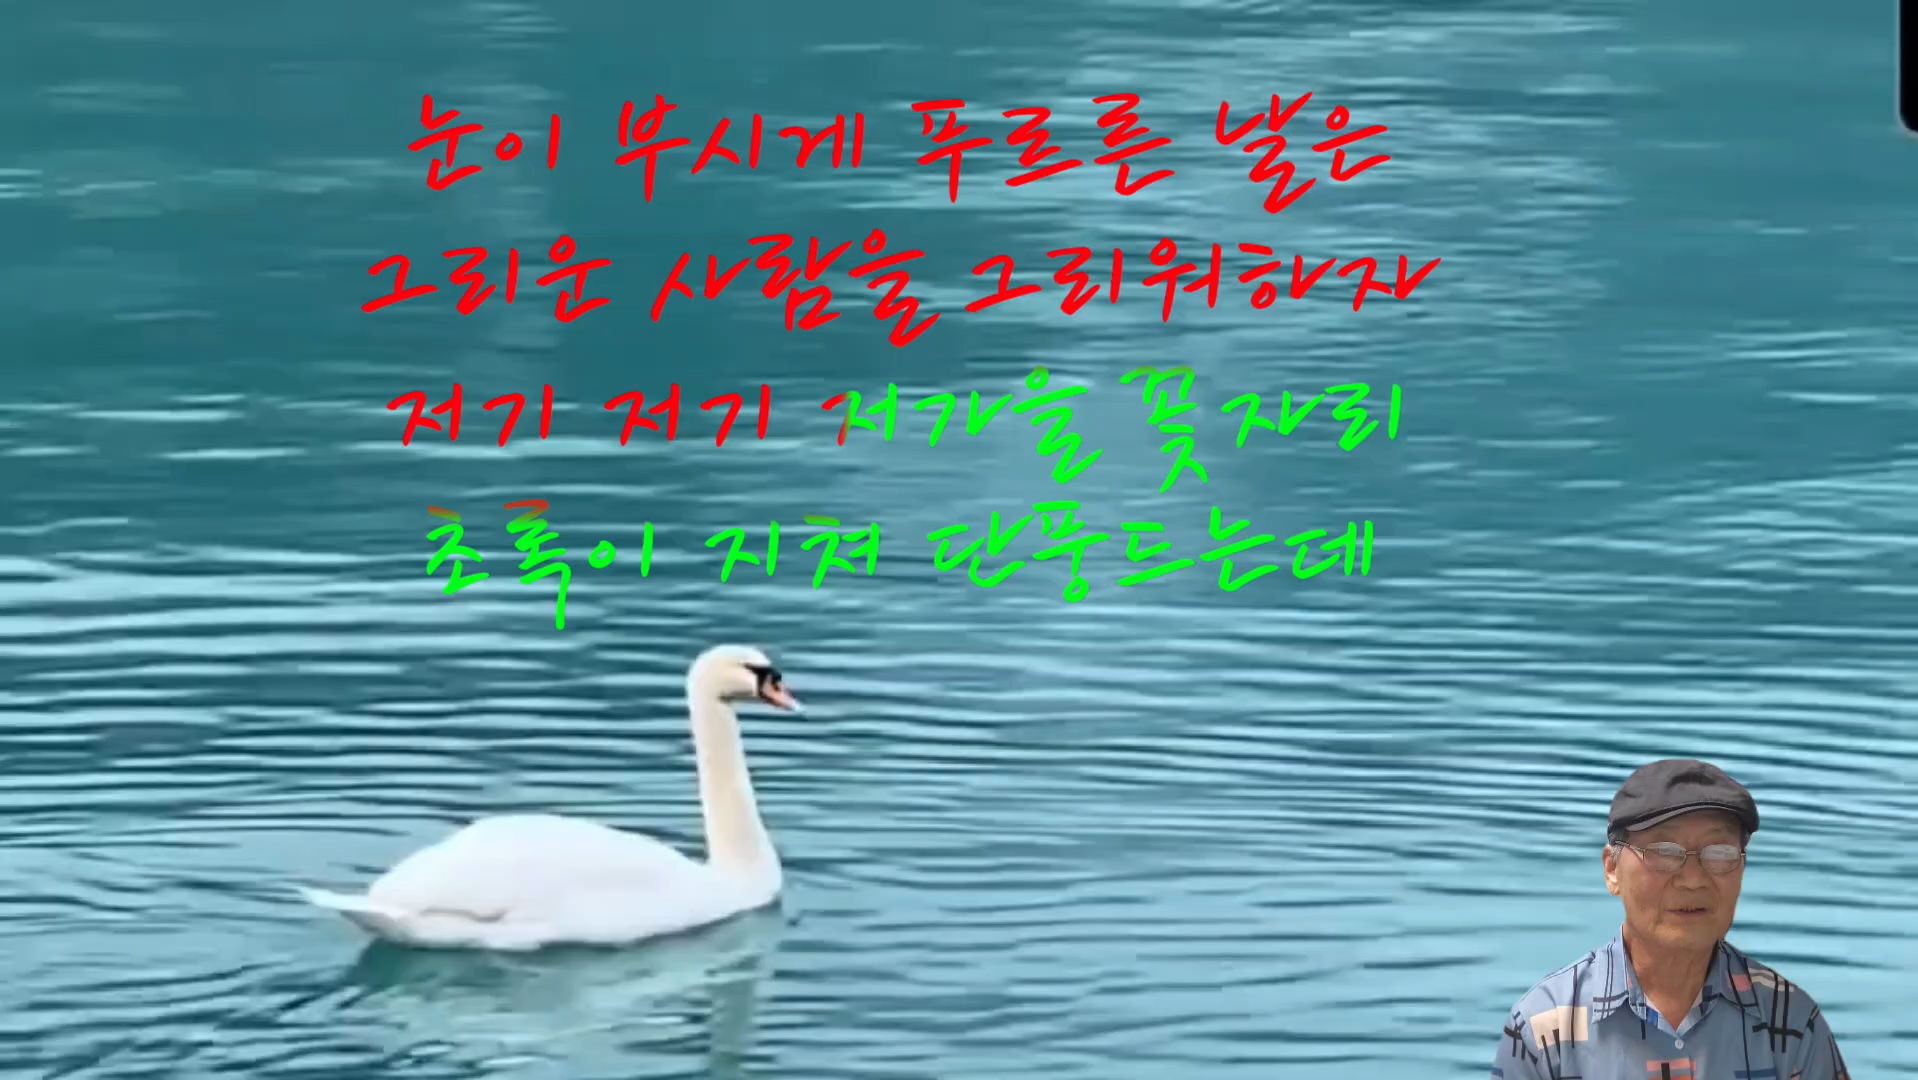 눈이 부시게 푸르른 날은
그리운 사람을 그리워하자
저기 저기 저가을 꽃자리
초록이 지쳐 단풍드는데